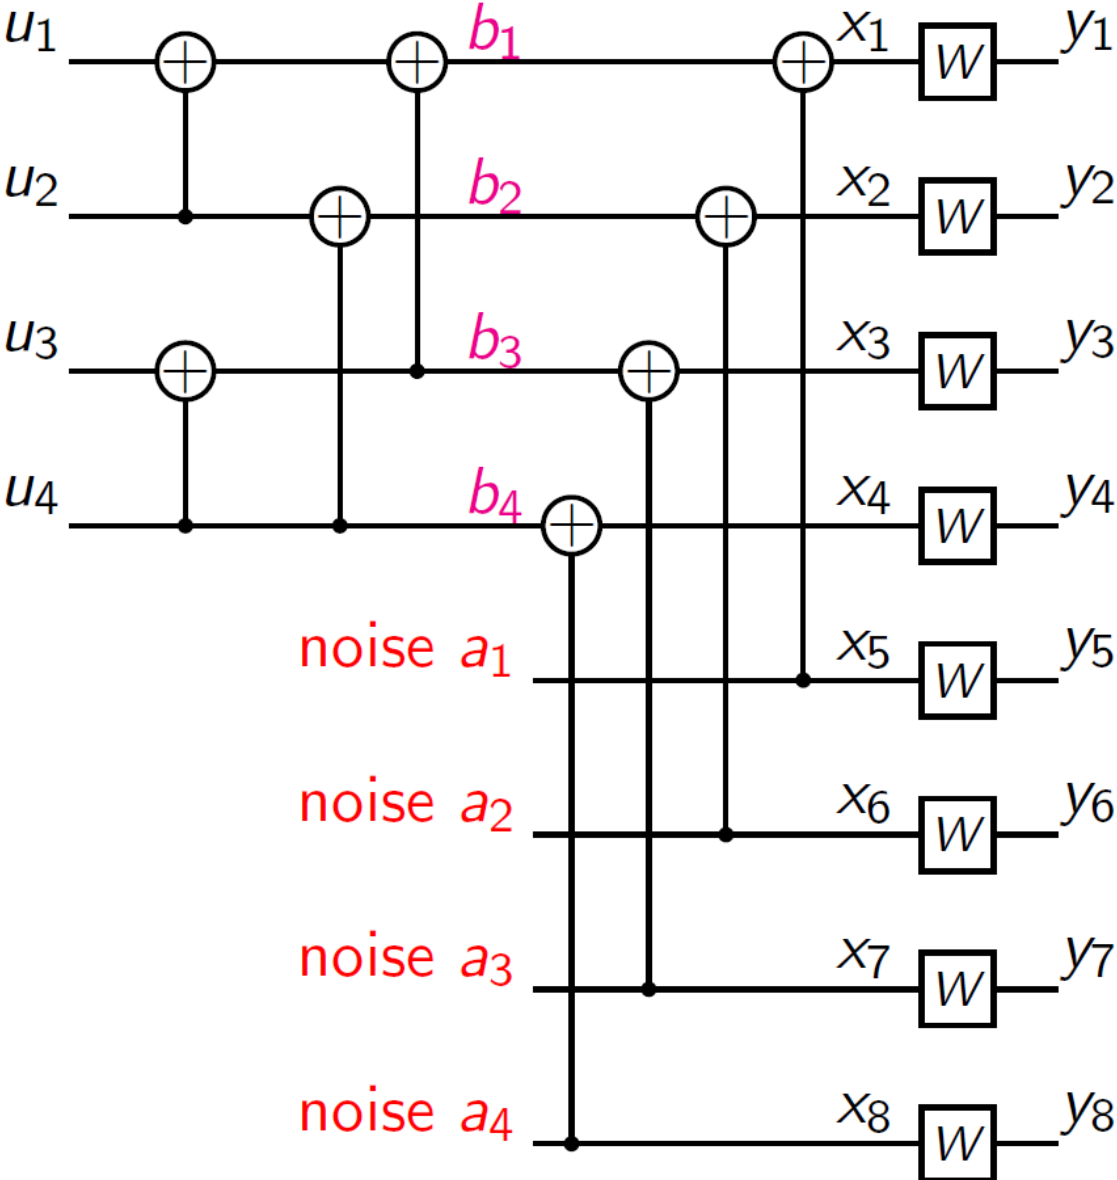 u1 b1 x1 W y1
u2 b2 x2 W y2
u3 b3 x3 W y3
u4 b4 x4 W y4
noise a1 x5 W y5
noise a2 x6 W y6
noise a3 x7 W y7
noise a4 x8 W y8